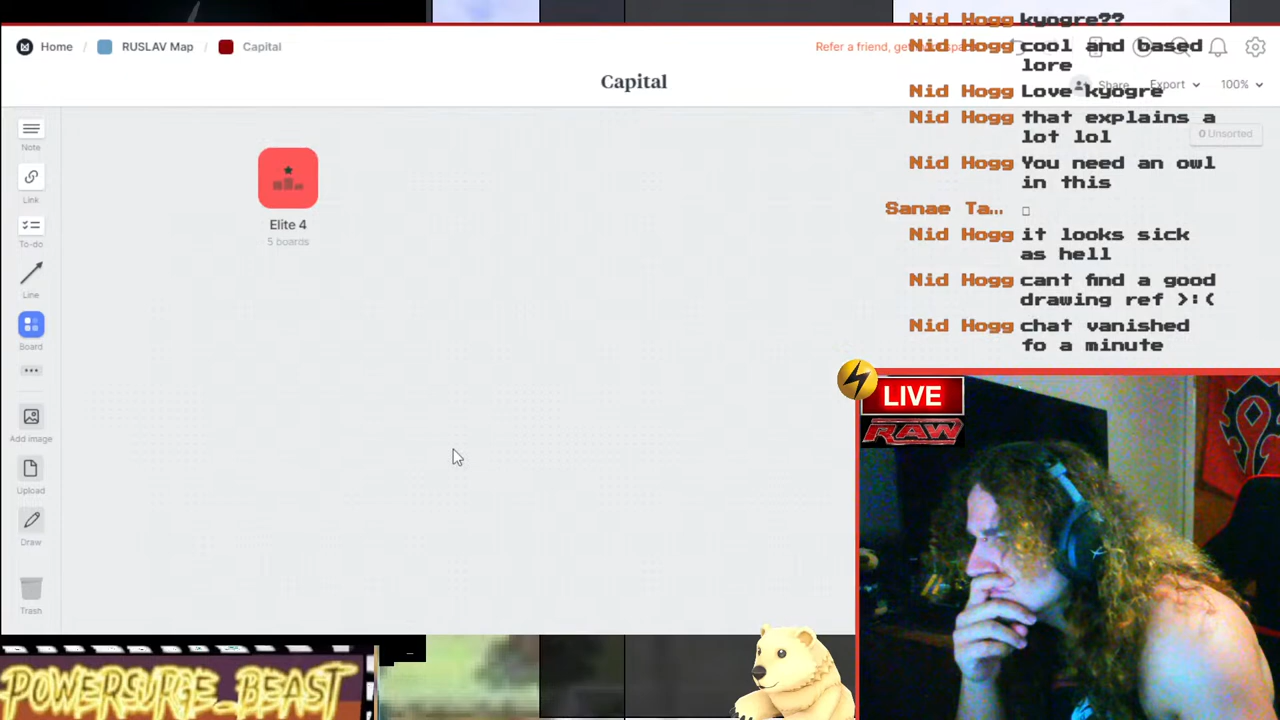 Home / RUSLAV Map / Capital
Refer a friend, get
Capital
Share
Export
100%
0 Unsorted
Note
Link
To-do
Line
Board
Add image
Upload
Draw
Trash
Elite 4
5 boards
Nid Hogg kyogre??
Nid Hogg cool and based
lore
Nid Hogg Love kyogre
Nid Hogg that explains a
lot lol
Nid Hogg You need an owl
in this
Sanae Ta...
Nid Hogg it looks sick
as hell
Nid Hogg cant find a good
drawing ref >:(
Nid Hogg chat vanished
fo a minute
LIVE
RAW
POWERSURGE_BEAST